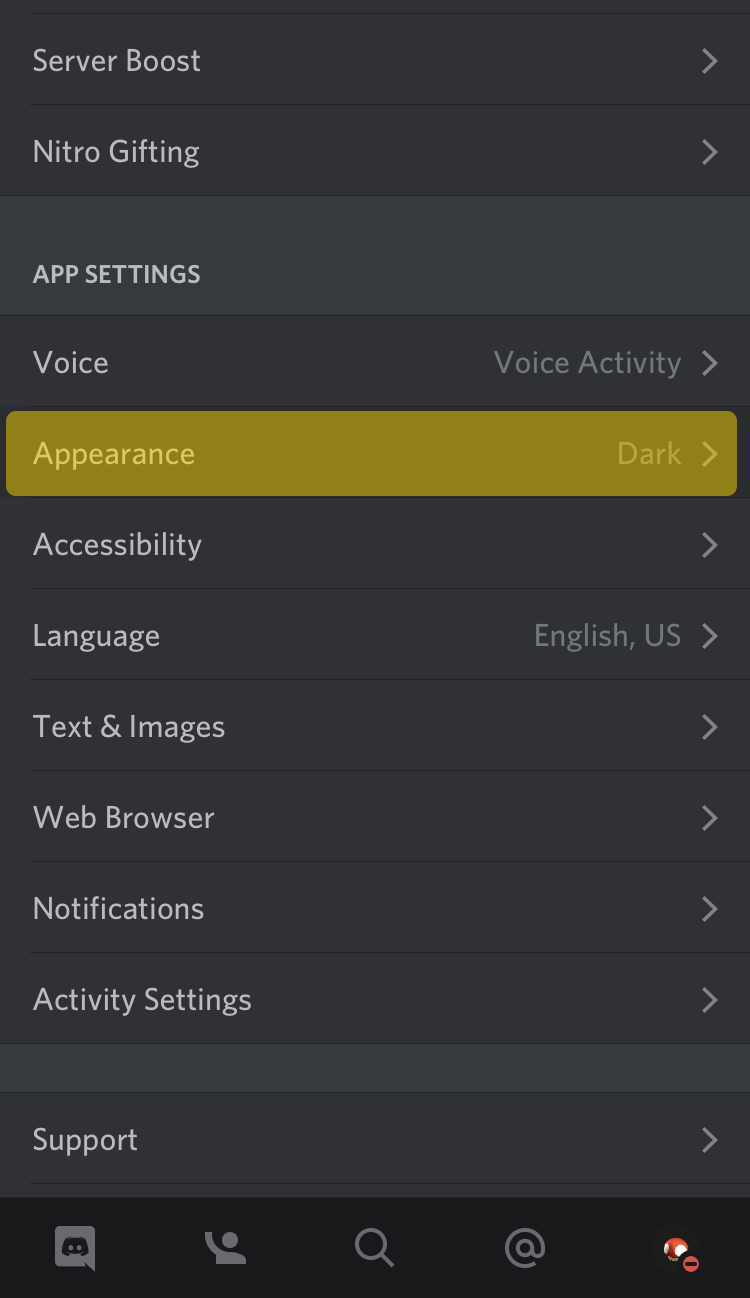 Server Boost
Nitro Gifting
APP SETTINGS
Voice Voice Activity
Appearance Dark
Accessibility
Language English, US
Text & Images
Web Browser
Notifications
Activity Settings
Support